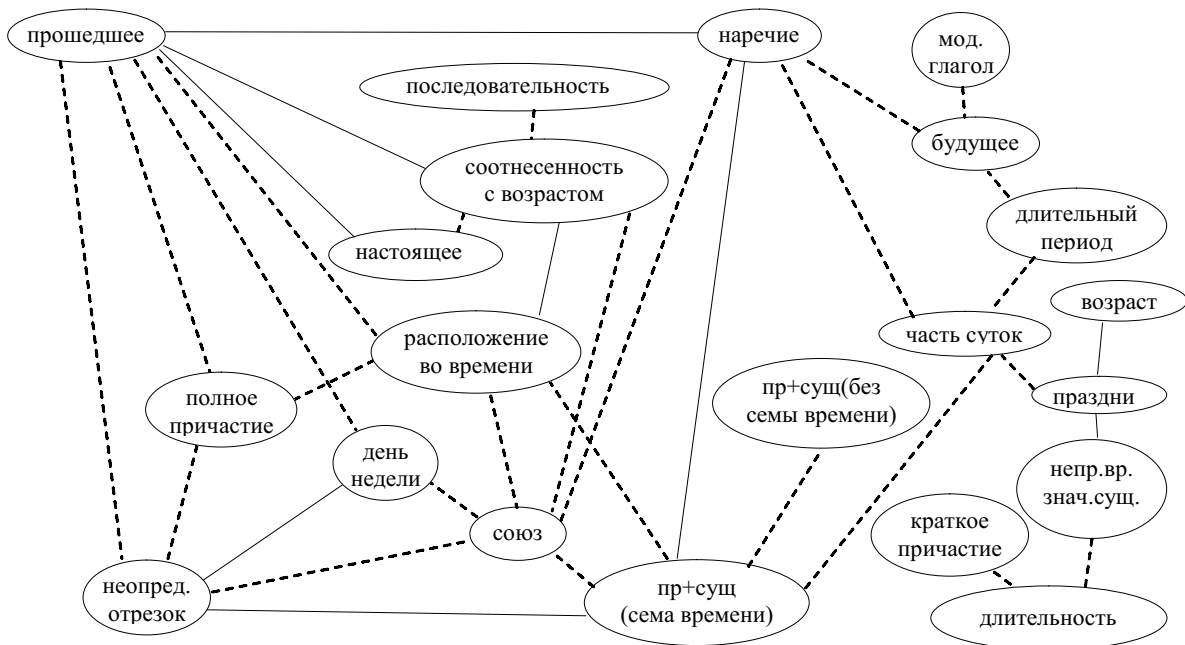 прошедшее
наречие
мод.
глагол
последовательность
будущее
соотнесенность
с возрастом
длительный
период
настоящее
возраст
часть суток
расположение
во времени
пр+сущ(без
семы времени)
праздни
полное
причастие
день
недели
непр.вр.
знач.сущ.
союз
краткое
причастие
неопред.
отрезок
пр+сущ
(сема времени)
длительность